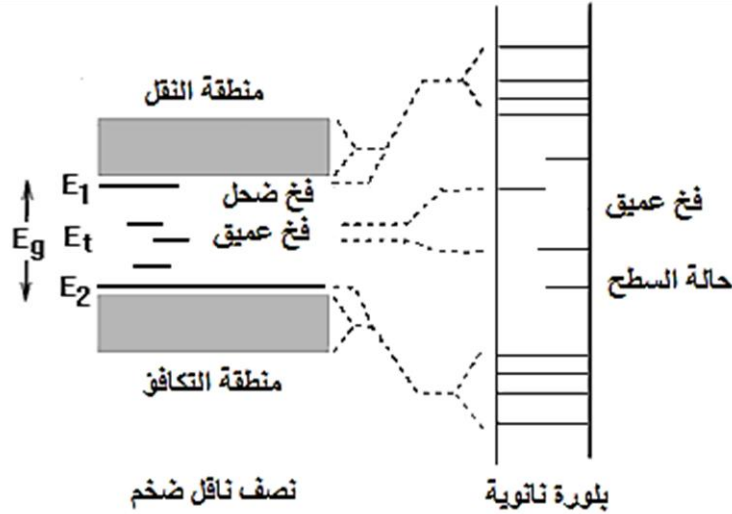 منطقة النقل
E1
فخ ضحل
Eg
Et
فخ عميق
E2
منطقة التكافؤ
نصف ناقل ضخم
فخ عميق
حالة السطح
بلورة نانوية